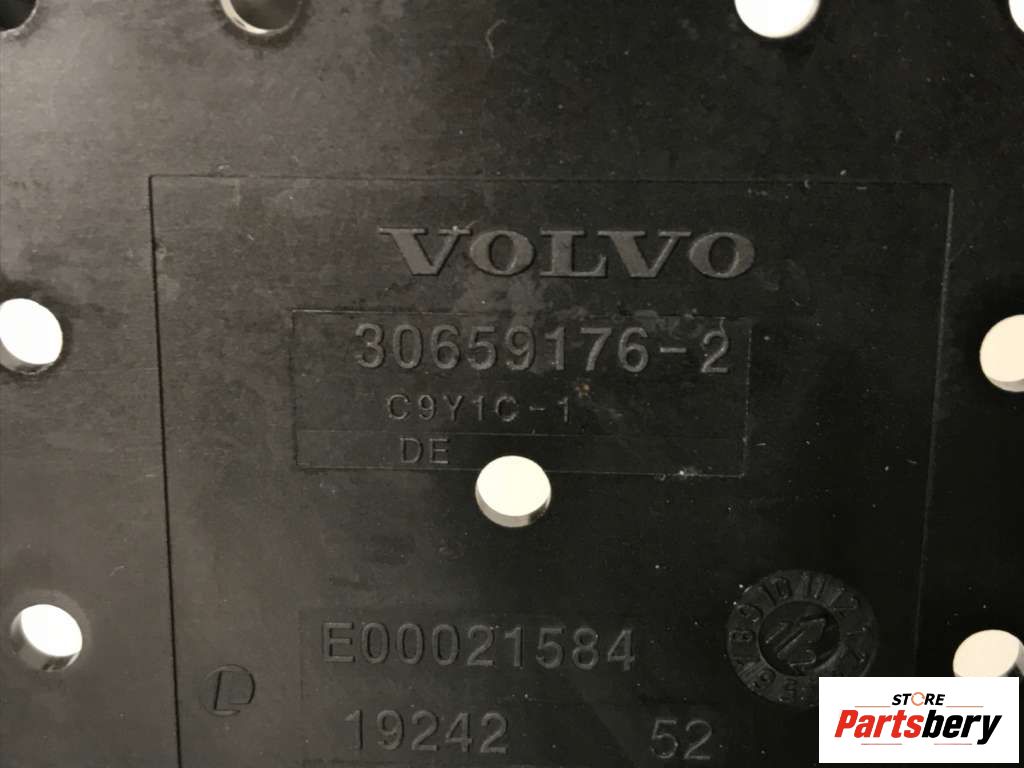 VOLVO
30659176-2
C9Y1C-1
DE
E00021584
19242 52
STORE
Partsbery